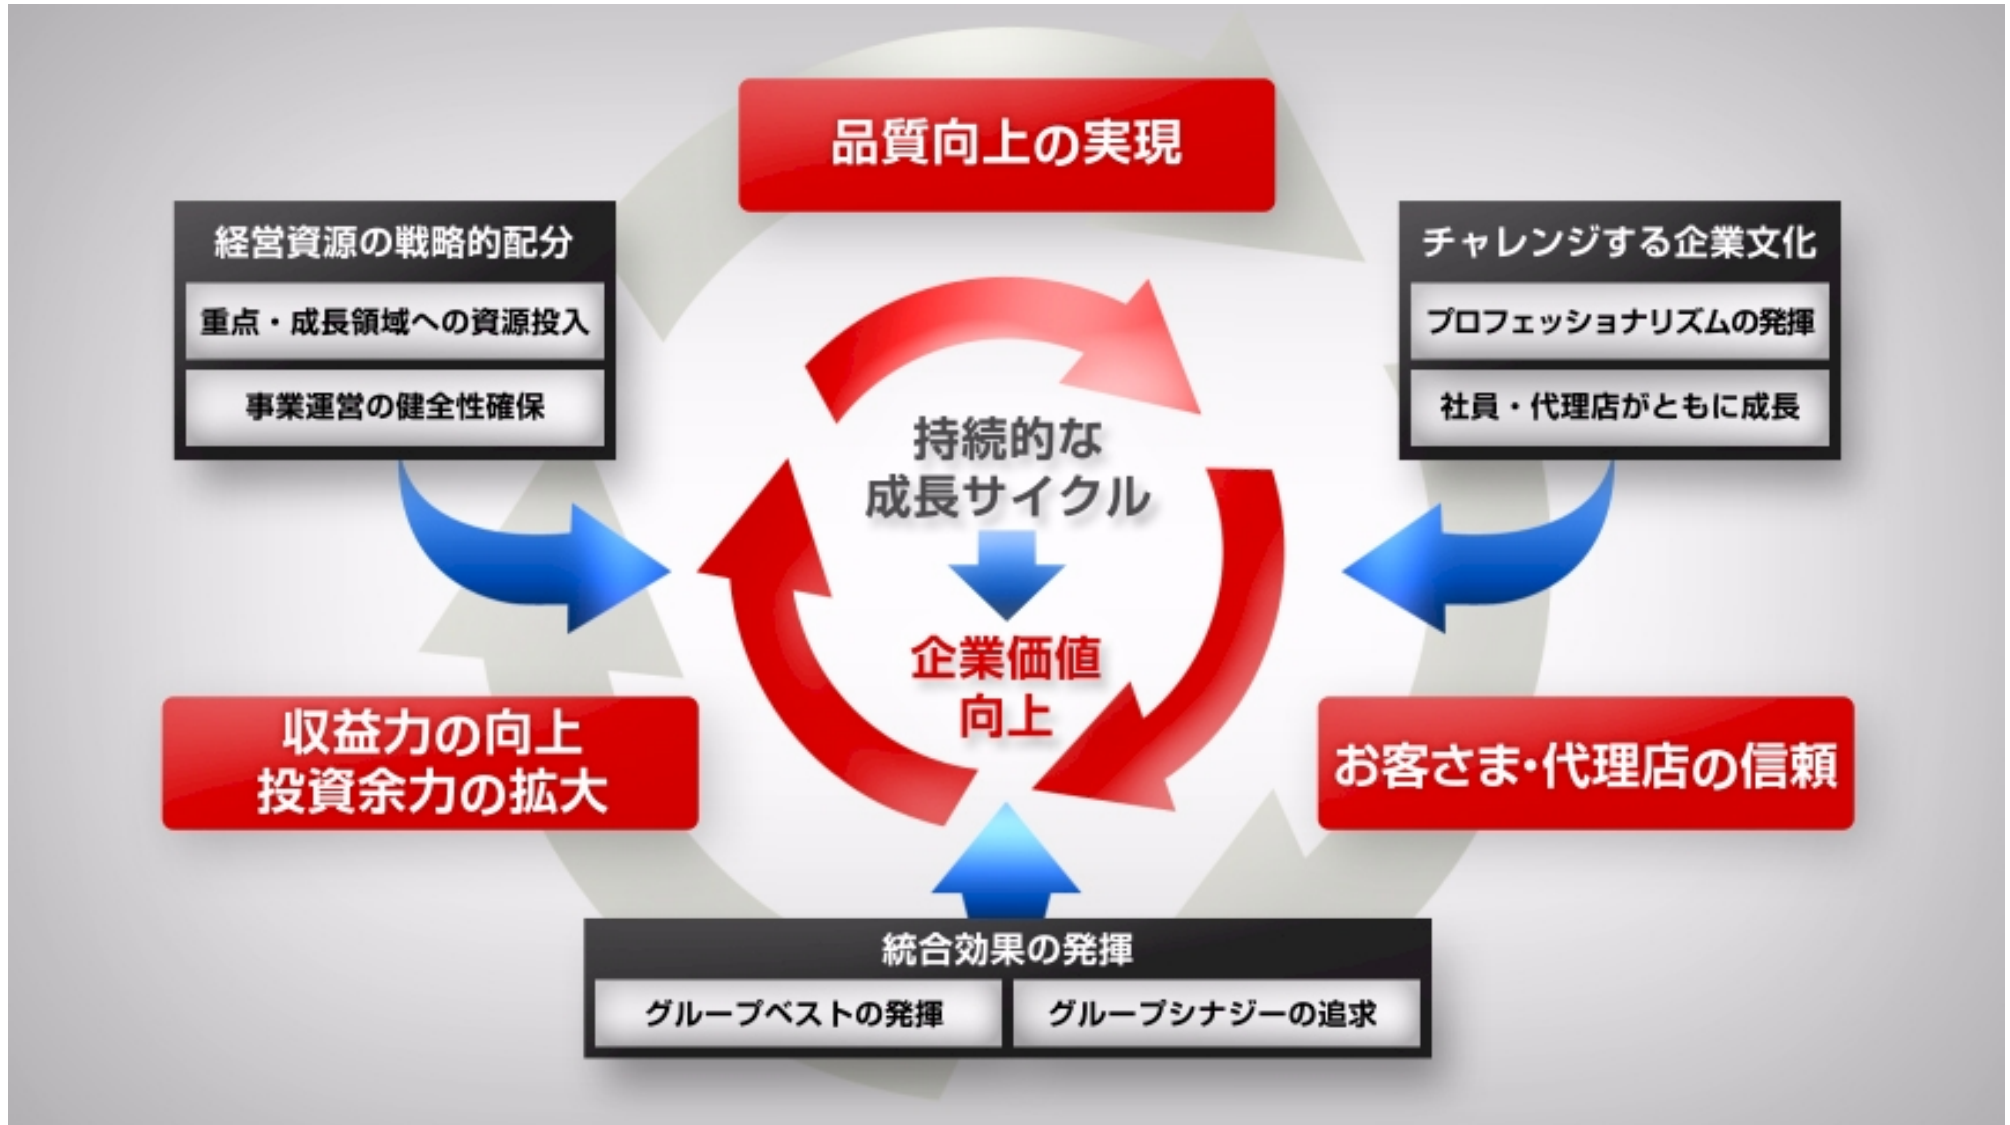 品質向上の実現
経営資源の戦略的配分
重点・成長領域への資源投入
事業運営の健全性確保
チャレンジする企業文化
プロフェッショナリズムの発揮
社員・代理店がともに成長
持続的な
成長サイクル
企業価値
向上
収益力の向上
投資余力の拡大
お客さま・代理店の信頼
統合効果の発揮
グループベストの発揮
グループシナジーの追求